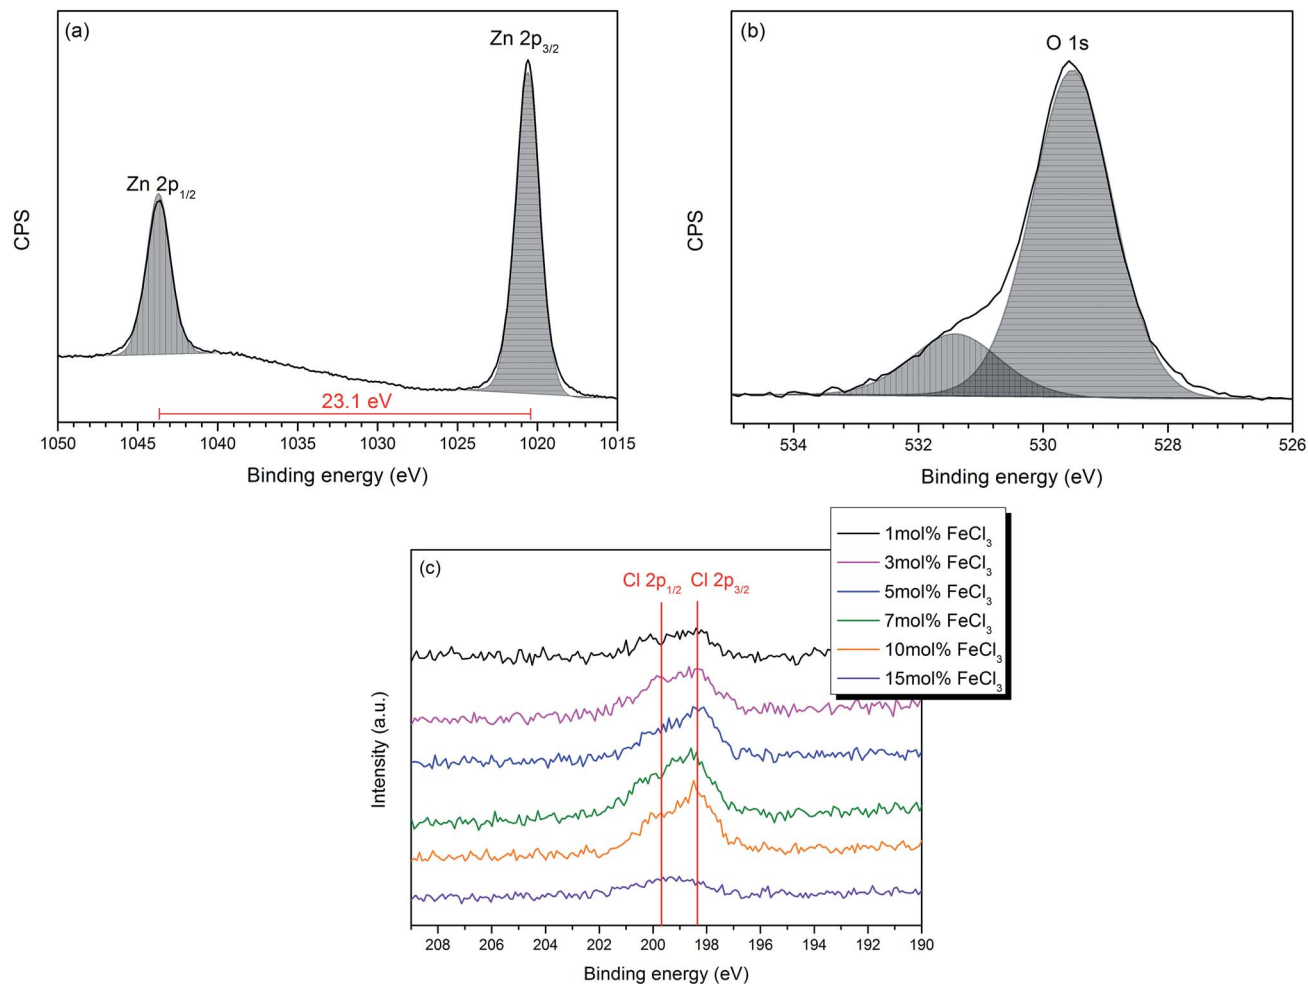 (a)
Zn 2p3/2
Zn 2p1/2
CPS
23.1 eV
1050 1045 1040 1035 1030 1025 1020 1015
Binding energy (eV)
(b)
O 1s
CPS
534 532 530 528 526
Binding energy (eV)
(c)
Cl 2p1/2 Cl 2p3/2
1mol% FeCl3
3mol% FeCl3
5mol% FeCl3
7mol% FeCl3
10mol% FeCl3
15mol% FeCl3
Intensity (a.u.)
208 206 204 202 200 198 196 194 192 190
Binding energy (eV)